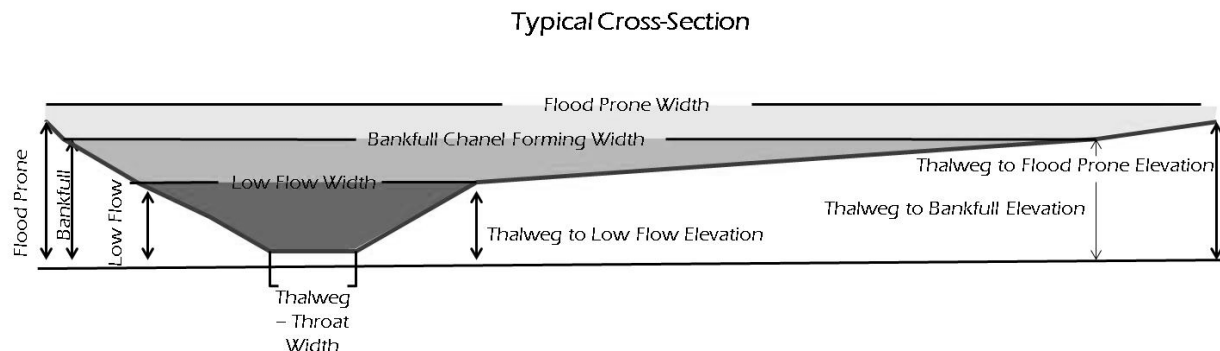 Typical Cross-Section
Flood Prone Width
Bankfull Chanel Forming Width
Low Flow Width
Flood Prone
Bankfull
Low Flow
Thalweg to Flood Prone Elevation
Thalweg to Bankfull Elevation
Thalweg to Low Flow Elevation
Thalweg
– Throat
Width